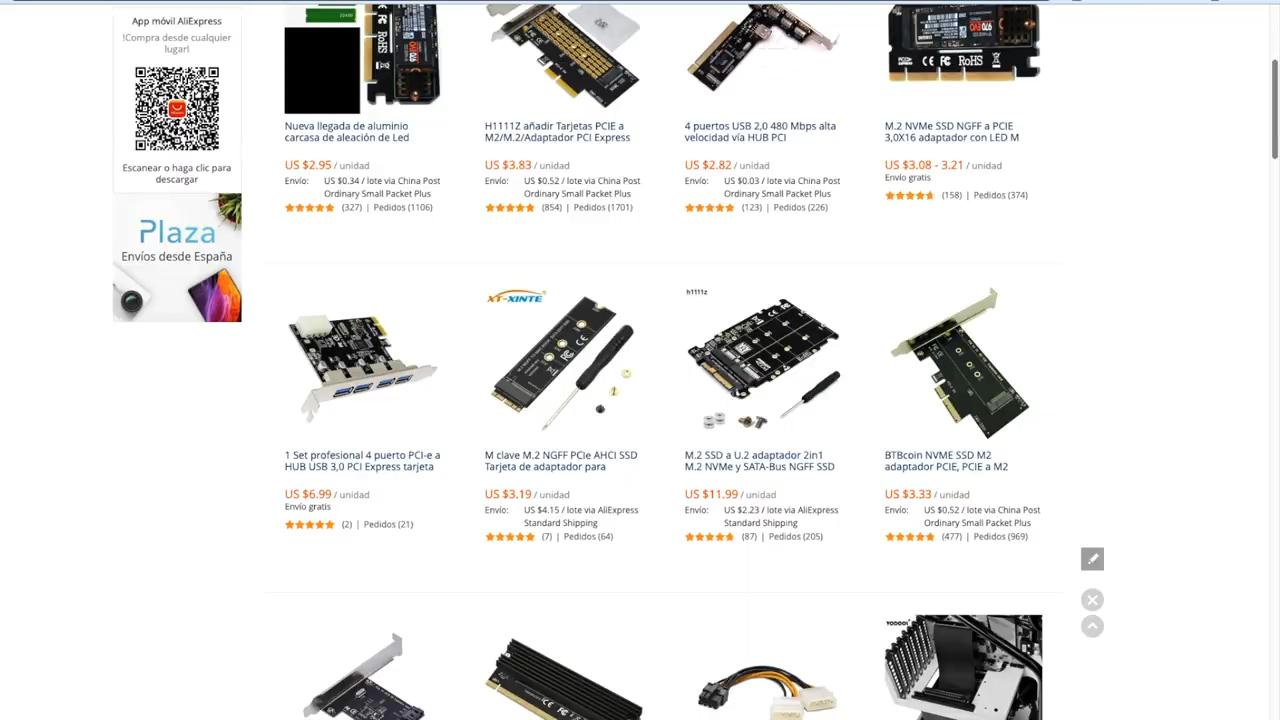 App móvil AliExpress
!Compra desde cualquier
lugar!
Escanear o haga clic para
descargar
Plaza
Envíos desde España
RoHS
CE FC RoHS
Nueva llegada de aluminio
carcasa de aleación de Led
US $2.95 / unidad
Envío: US $0.34 / lote via China Post
Ordinary Small Packet Plus
(327) | Pedidos (1106)
H1111Z añadir Tarjetas PCIE a
M2/M.2/Adaptador PCI Express
US $3.83 / unidad
Envío: US $0.52 / lote via China Post
Ordinary Small Packet Plus
(854) | Pedidos (1701)
4 puertos USB 2,0 480 Mbps alta
velocidad vía HUB PCI
US $2.82 / unidad
Envío: US $0.03 / lote via China Post
Ordinary Small Packet Plus
(123) | Pedidos (226)
M.2 NVMe SSD NGFF a PCIE
3,0X16 adaptador con LED M
US $3.08 - 3.21 / unidad
Envío gratis
(158) | Pedidos (374)
XT-XINTE
h1111z
1 Set profesional 4 puerto PCI-e a
HUB USB 3,0 PCI Express tarjeta
US $6.99 / unidad
Envío gratis
(2) | Pedidos (21)
M clave M.2 NGFF PCIe AHCI SSD
Tarjeta de adaptador para
US $3.19 / unidad
Envío: US $4.15 / lote via AliExpress
Standard Shipping
(7) | Pedidos (64)
M.2 SSD a U.2 adaptador 2in1
M.2 NVMe y SATA-Bus NGFF SSD
US $11.99 / unidad
Envío: US $2.23 / lote via AliExpress
Standard Shipping
(87) | Pedidos (205)
BTBcoin NVME SSD M2
adaptador PCIE, PCIE a M2
US $3.33 / unidad
Envío: US $0.52 / lote via China Post
Ordinary Small Packet Plus
(477) | Pedidos (969)
VODOOL